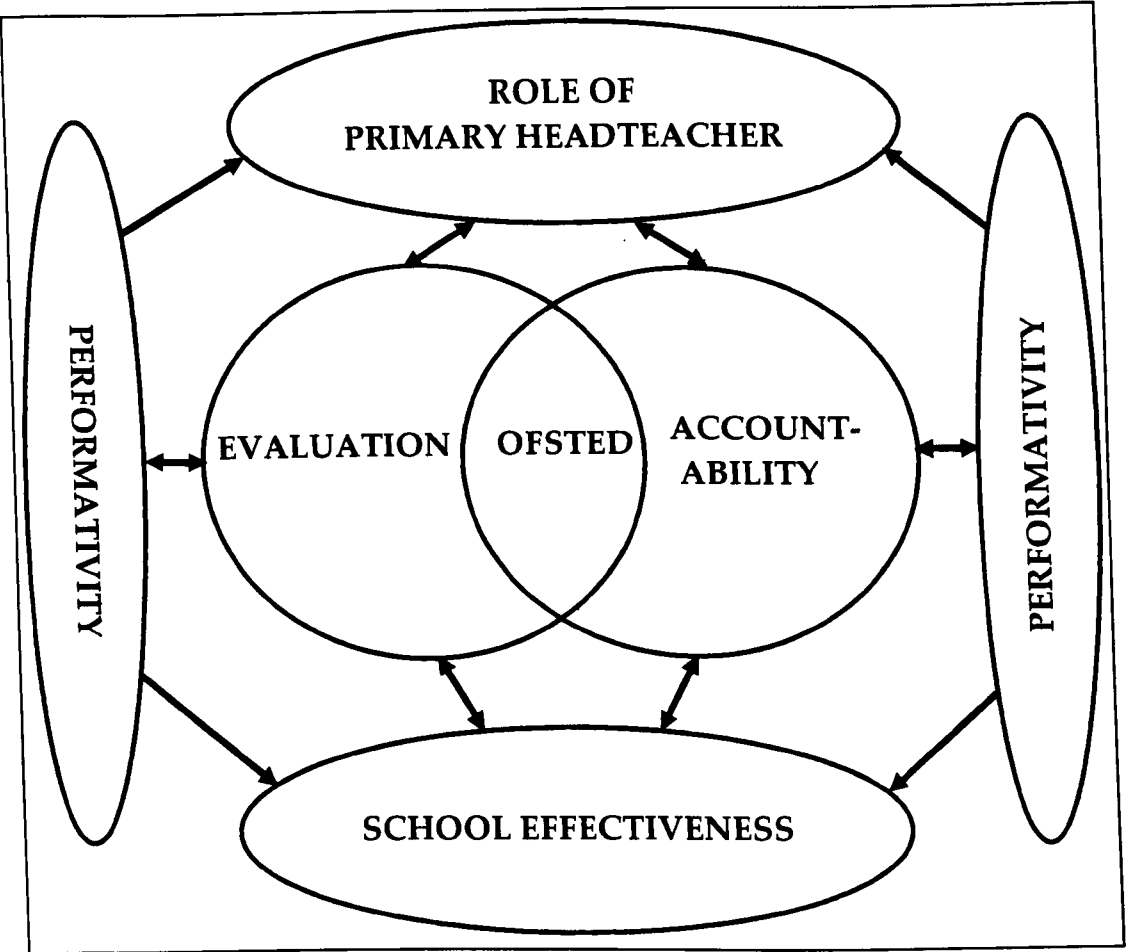 ROLE OF
PRIMARY HEADTEACHER
PERFORMATIVITY
EVALUATION
OFSTED
ACCOUNT-
ABILITY
PERFORMATIVITY
SCHOOL EFFECTIVENESS